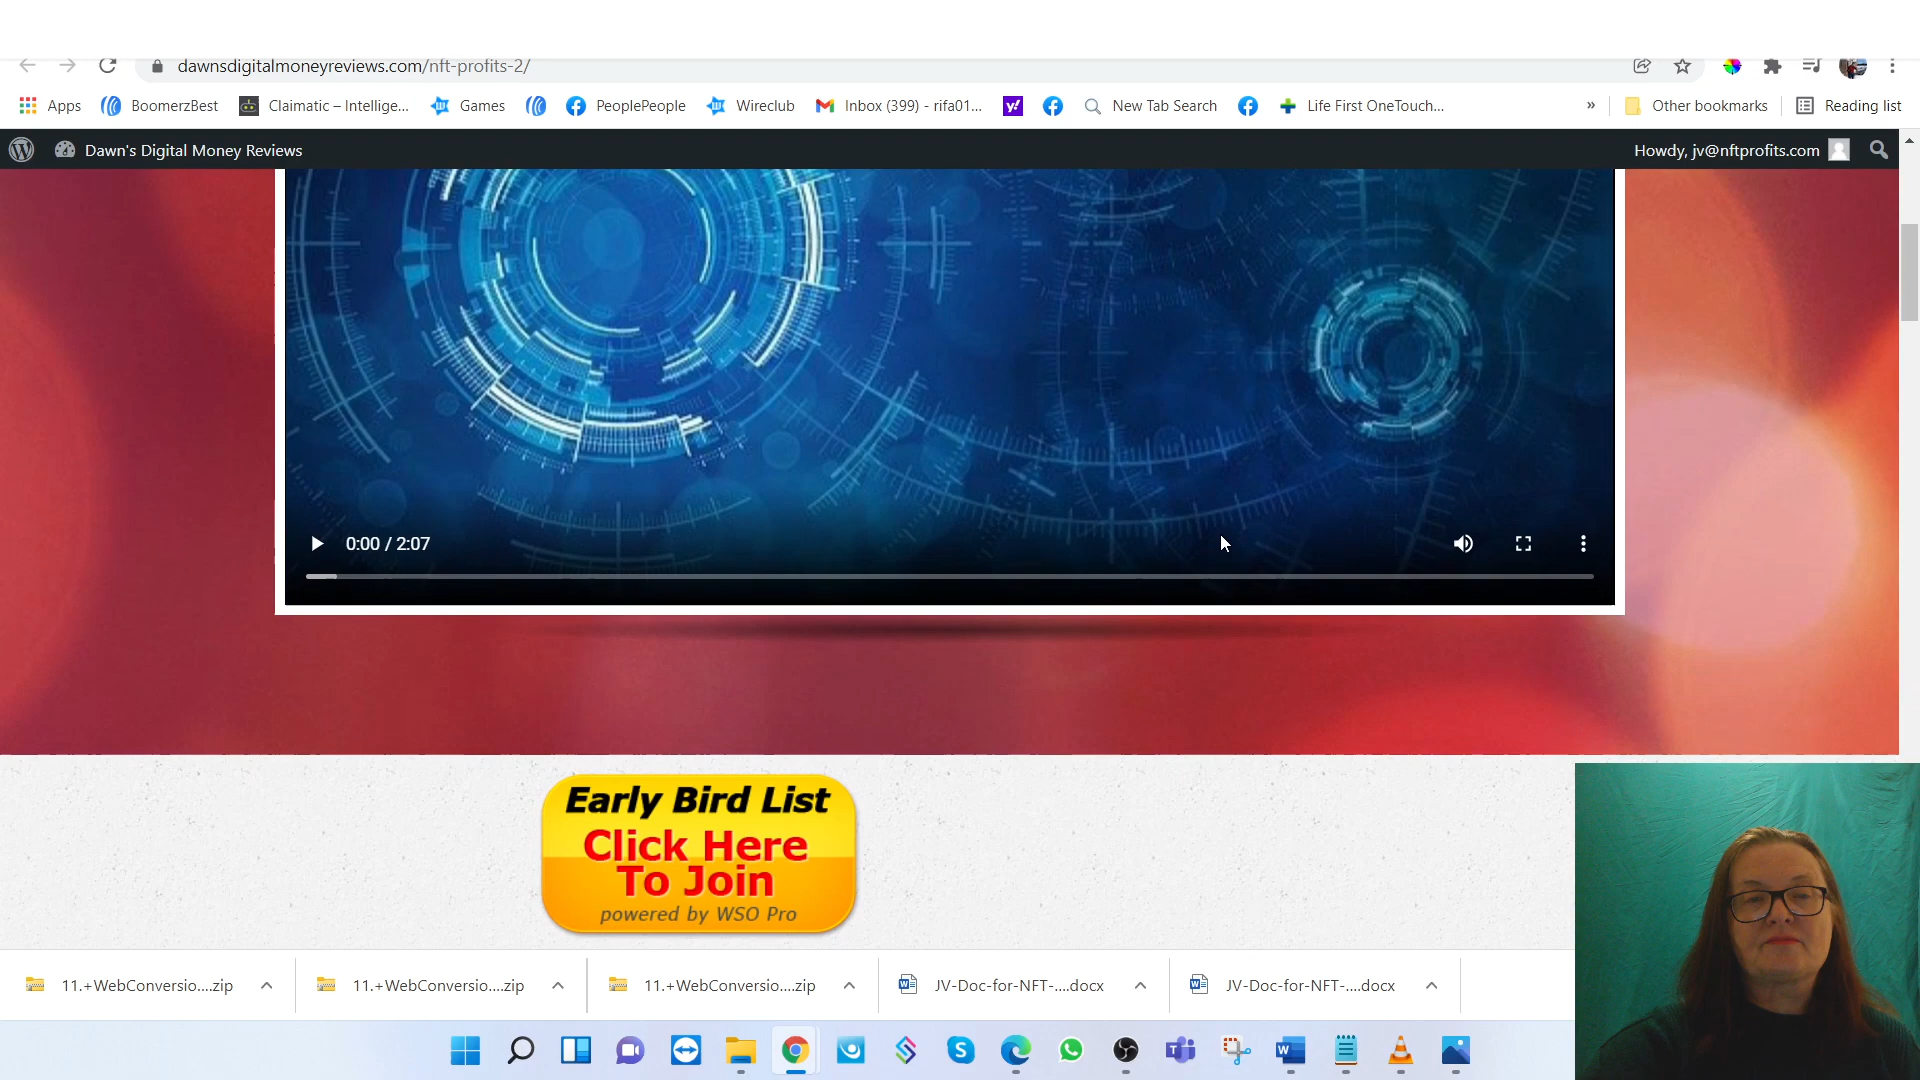 dawnsdigitalmoneyreviews.com/nft-profits-2/
Apps BoomerzBest Claimatic – Intellige... Games PeoplePeople Wireclub Inbox (399) - rifa01... New Tab Search Life First OneTouch... » Other bookmarks Reading list
Dawn's Digital Money Reviews Howdy, jv@nftprofits.com
0:00 / 2:07
Early Bird List
Click Here
To Join
powered by WSO Pro
11.+WebConversio....zip 11.+WebConversio....zip 11.+WebConversio....zip JV-Doc-for-NFT-....docx JV-Doc-for-NFT-....docx